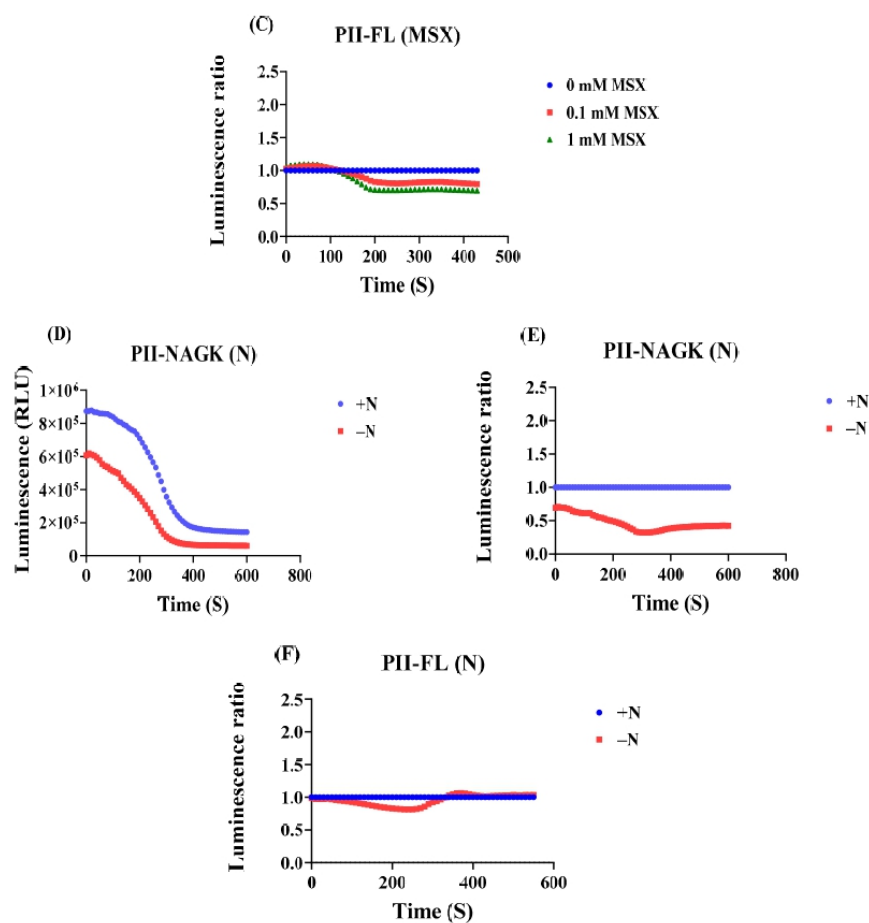 (C)
PII-FL (MSX)
Luminescence ratio
2.5
2.0
1.5
1.0
0.5
0.0
0 100 200 300 400 500
Time (S)
0 mM MSX
0.1 mM MSX
1 mM MSX
(D)
PII-NAGK (N)
Luminescence (RLU)
1×10⁶
8×10⁵
6×10⁵
4×10⁵
2×10⁵
0
0 200 400 600 800
Time (S)
+N
–N
(E)
PII-NAGK (N)
Luminescence ratio
2.5
2.0
1.5
1.0
0.5
0.0
0 200 400 600 800
Time (S)
+N
–N
(F)
PII-FL (N)
Luminescence ratio
2.5
2.0
1.5
1.0
0.5
0.0
0 200 400 600
Time (S)
+N
–N